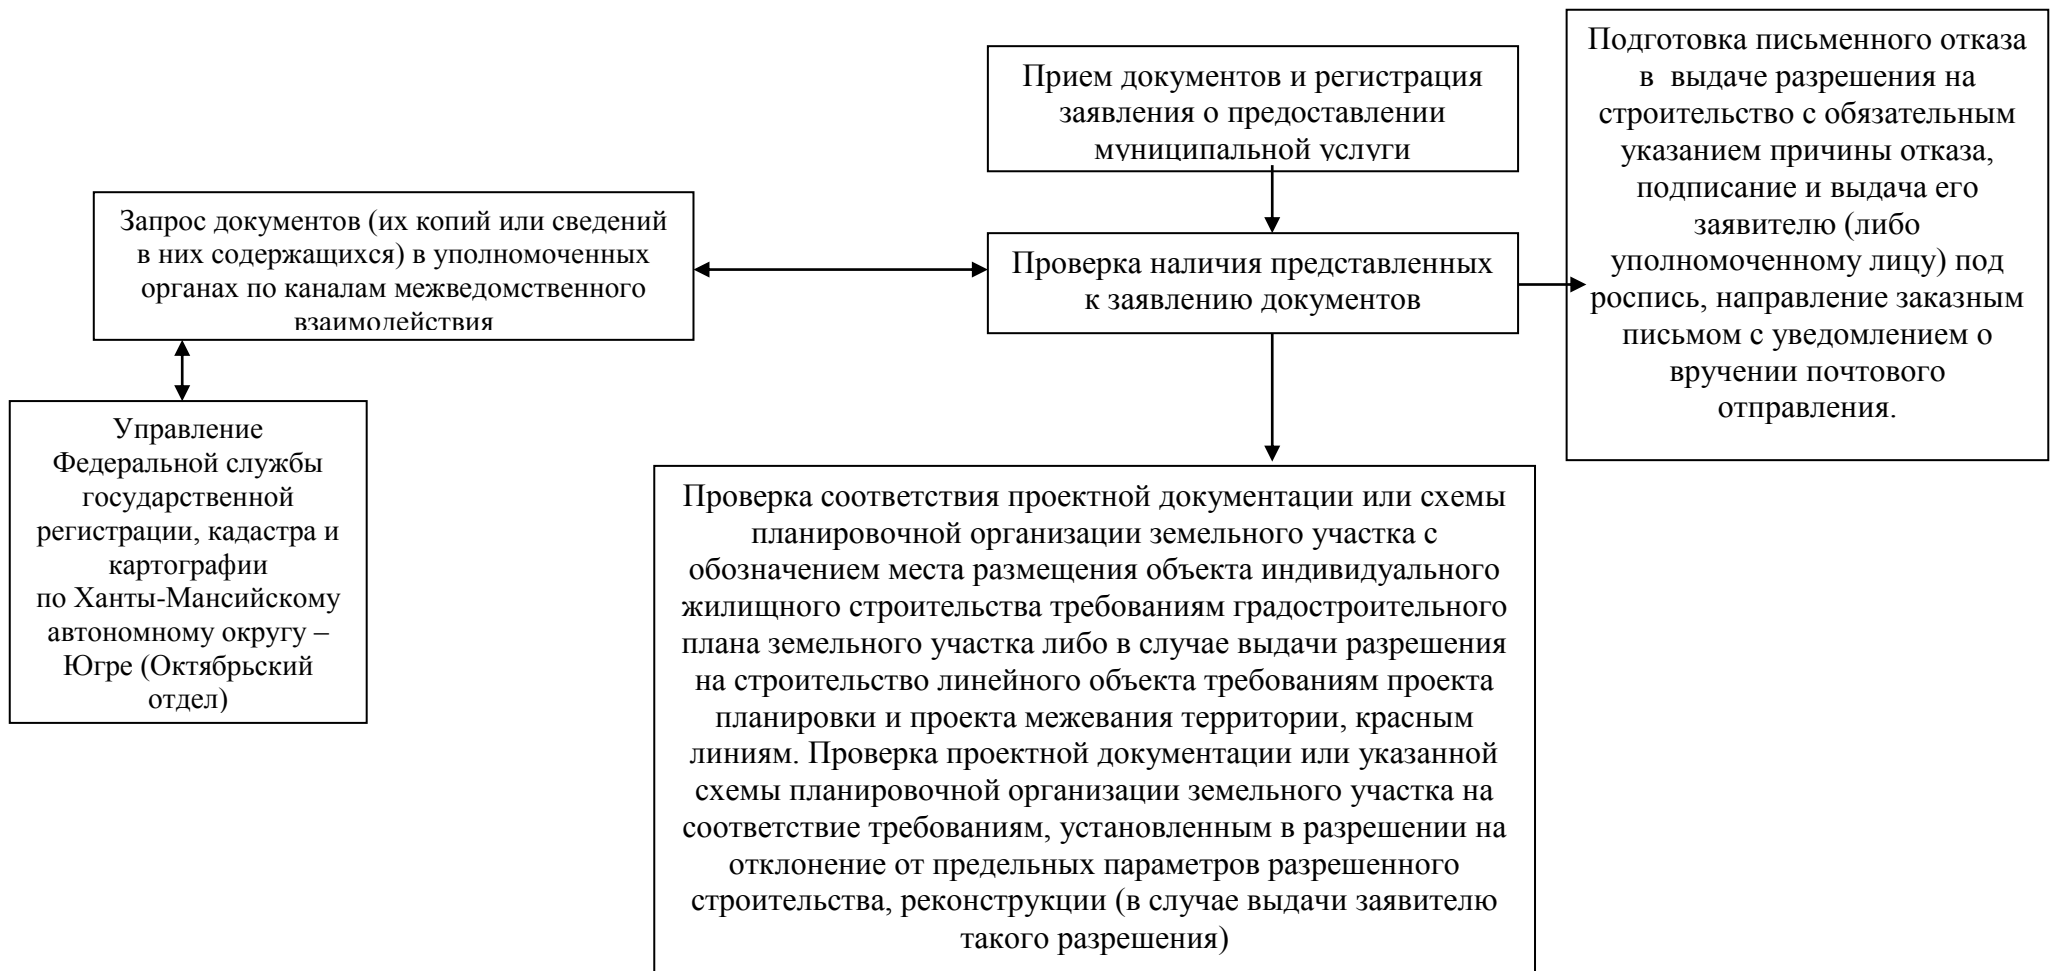 Прием документов и регистрация
заявления о предоставлении
муниципальной услуги
Подготовка письменного отказа
в выдаче разрешения на
строительство с обязательным
указанием причины отказа,
подписание и выдача его
заявителю (либо
уполномоченному лицу) под
роспись, направление заказным
письмом с уведомлением о
вручении почтового
отправления.
Запрос документов (их копий или сведений
в них содержащихся) в уполномоченных
органах по каналам межведомственного
взаимодействия
Проверка наличия представленных
к заявлению документов
Управление
Федеральной службы
государственной
регистрации, кадастра и
картографии
по Ханты-Мансийскому
автономному округу –
Югре (Октябрьский
отдел)
Проверка соответствия проектной документации или схемы
планировочной организации земельного участка с
обозначением места размещения объекта индивидуального
жилищного строительства требованиям градостроительного
плана земельного участка либо в случае выдачи разрешения
на строительство линейного объекта требованиям проекта
планировки и проекта межевания территории, красным
линиям. Проверка проектной документации или указанной
схемы планировочной организации земельного участка на
соответствие требованиям, установленным в разрешении на
отклонение от предельных параметров разрешенного
строительства, реконструкции (в случае выдачи заявителю
такого разрешения)